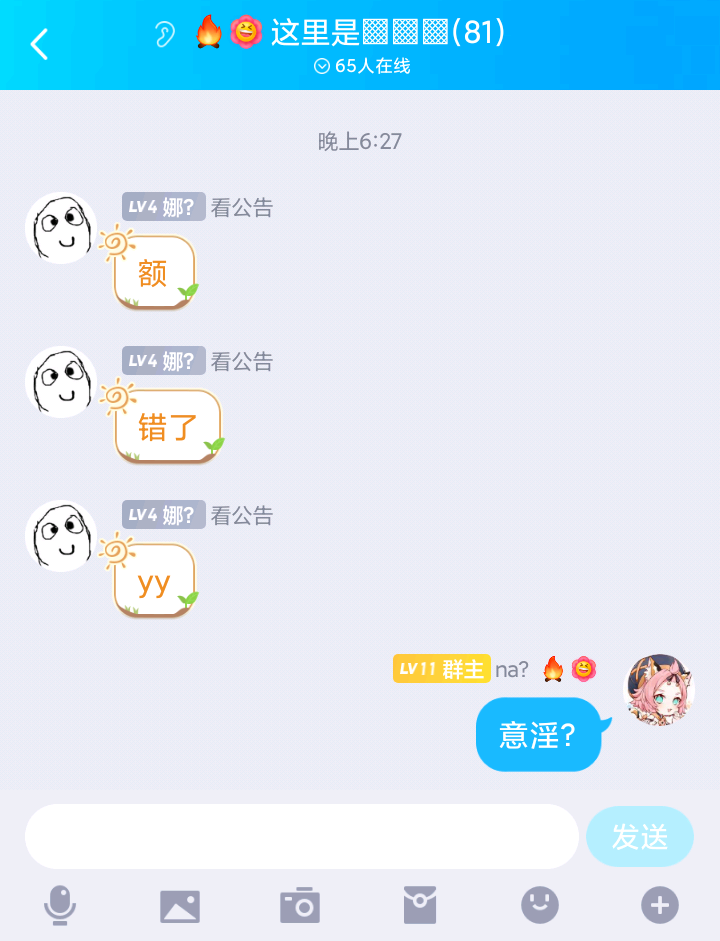 🔥 这里是▩▩▩(81)
65人在线
晚上6:27
LV4 娜? 看公告
额
LV4 娜? 看公告
错了
LV4 娜? 看公告
yy
LV11 群主 na? 🔥
意淫?
发送